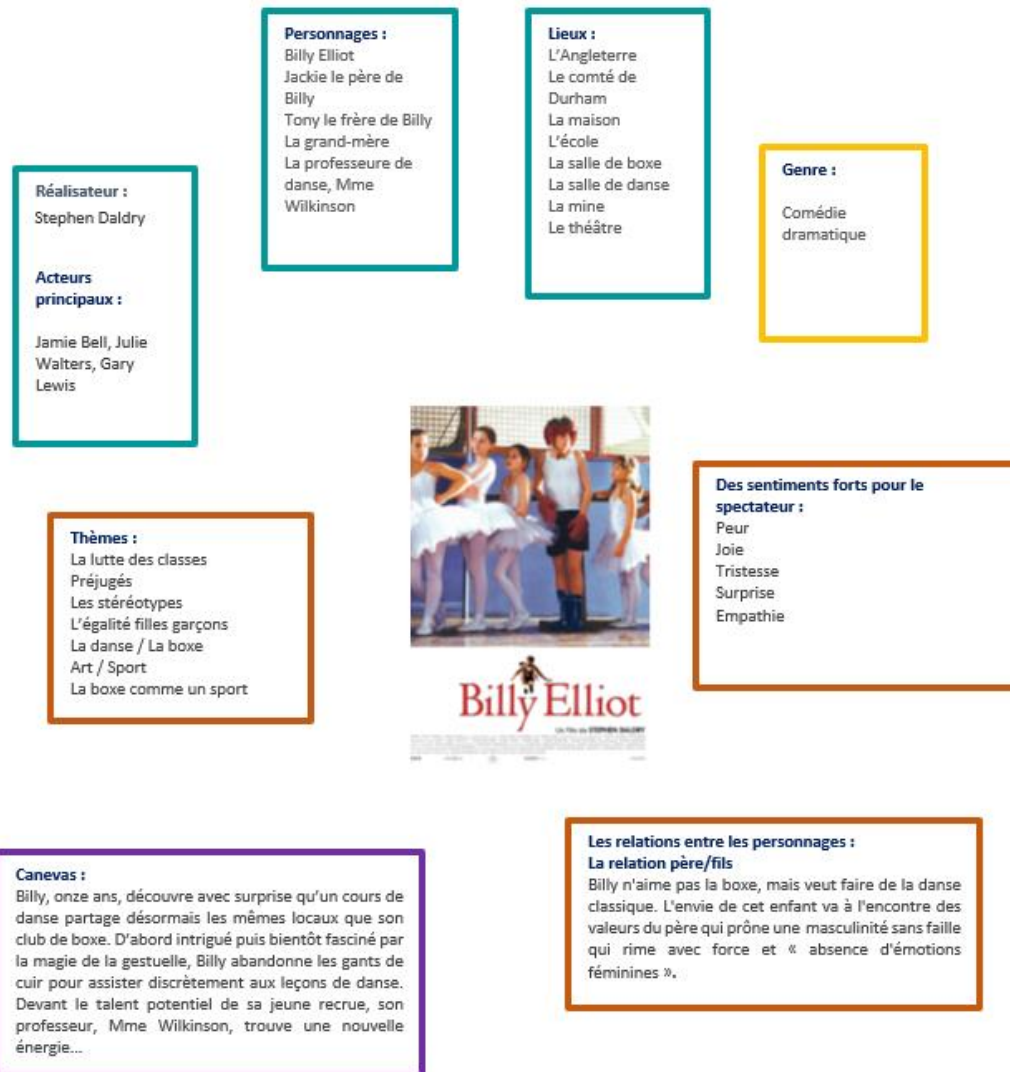 Personnages :
Billy Elliot
Jackie le père de
Billy
Tony le frère de Billy
La grand-mère
La professeure de
danse, Mme
Wilkinson
Lieux :
L’Angleterre
Le comté de
Durham
La maison
L’école
La salle de boxe
La salle de danse
La mine
Le théâtre
Genre :
Comédie
dramatique
Réalisateur :
Stephen Daldry
Acteurs
principaux :
Jamie Bell, Julie
Walters, Gary
Lewis
Thèmes :
La lutte des classes
Préjugés
Les stéréotypes
L’égalité filles garçons
La danse / La boxe
Art / Sport
La boxe comme un sport
Billy Elliot
Un film de STEPHEN DALDRY
Des sentiments forts pour le
spectateur :
Peur
Joie
Tristesse
Surprise
Empathie
Canevas :
Billy, onze ans, découvre avec surprise qu’un cours de
danse partage désormais les mêmes locaux que son
club de boxe. D’abord intrigué puis bientôt fasciné par
la magie de la gestuelle, Billy abandonne les gants de
cuir pour assister discrètement aux leçons de danse.
Devant le talent potentiel de sa jeune recrue, son
professeur, Mme Wilkinson, trouve une nouvelle
énergie...
Les relations entre les personnages :
La relation père/fils
Billy n'aime pas la boxe, mais veut faire de la danse
classique. L'envie de cet enfant va à l'encontre des
valeurs du père qui prône une masculinité sans faille
qui rime avec force et « absence d'émotions
féminines ».